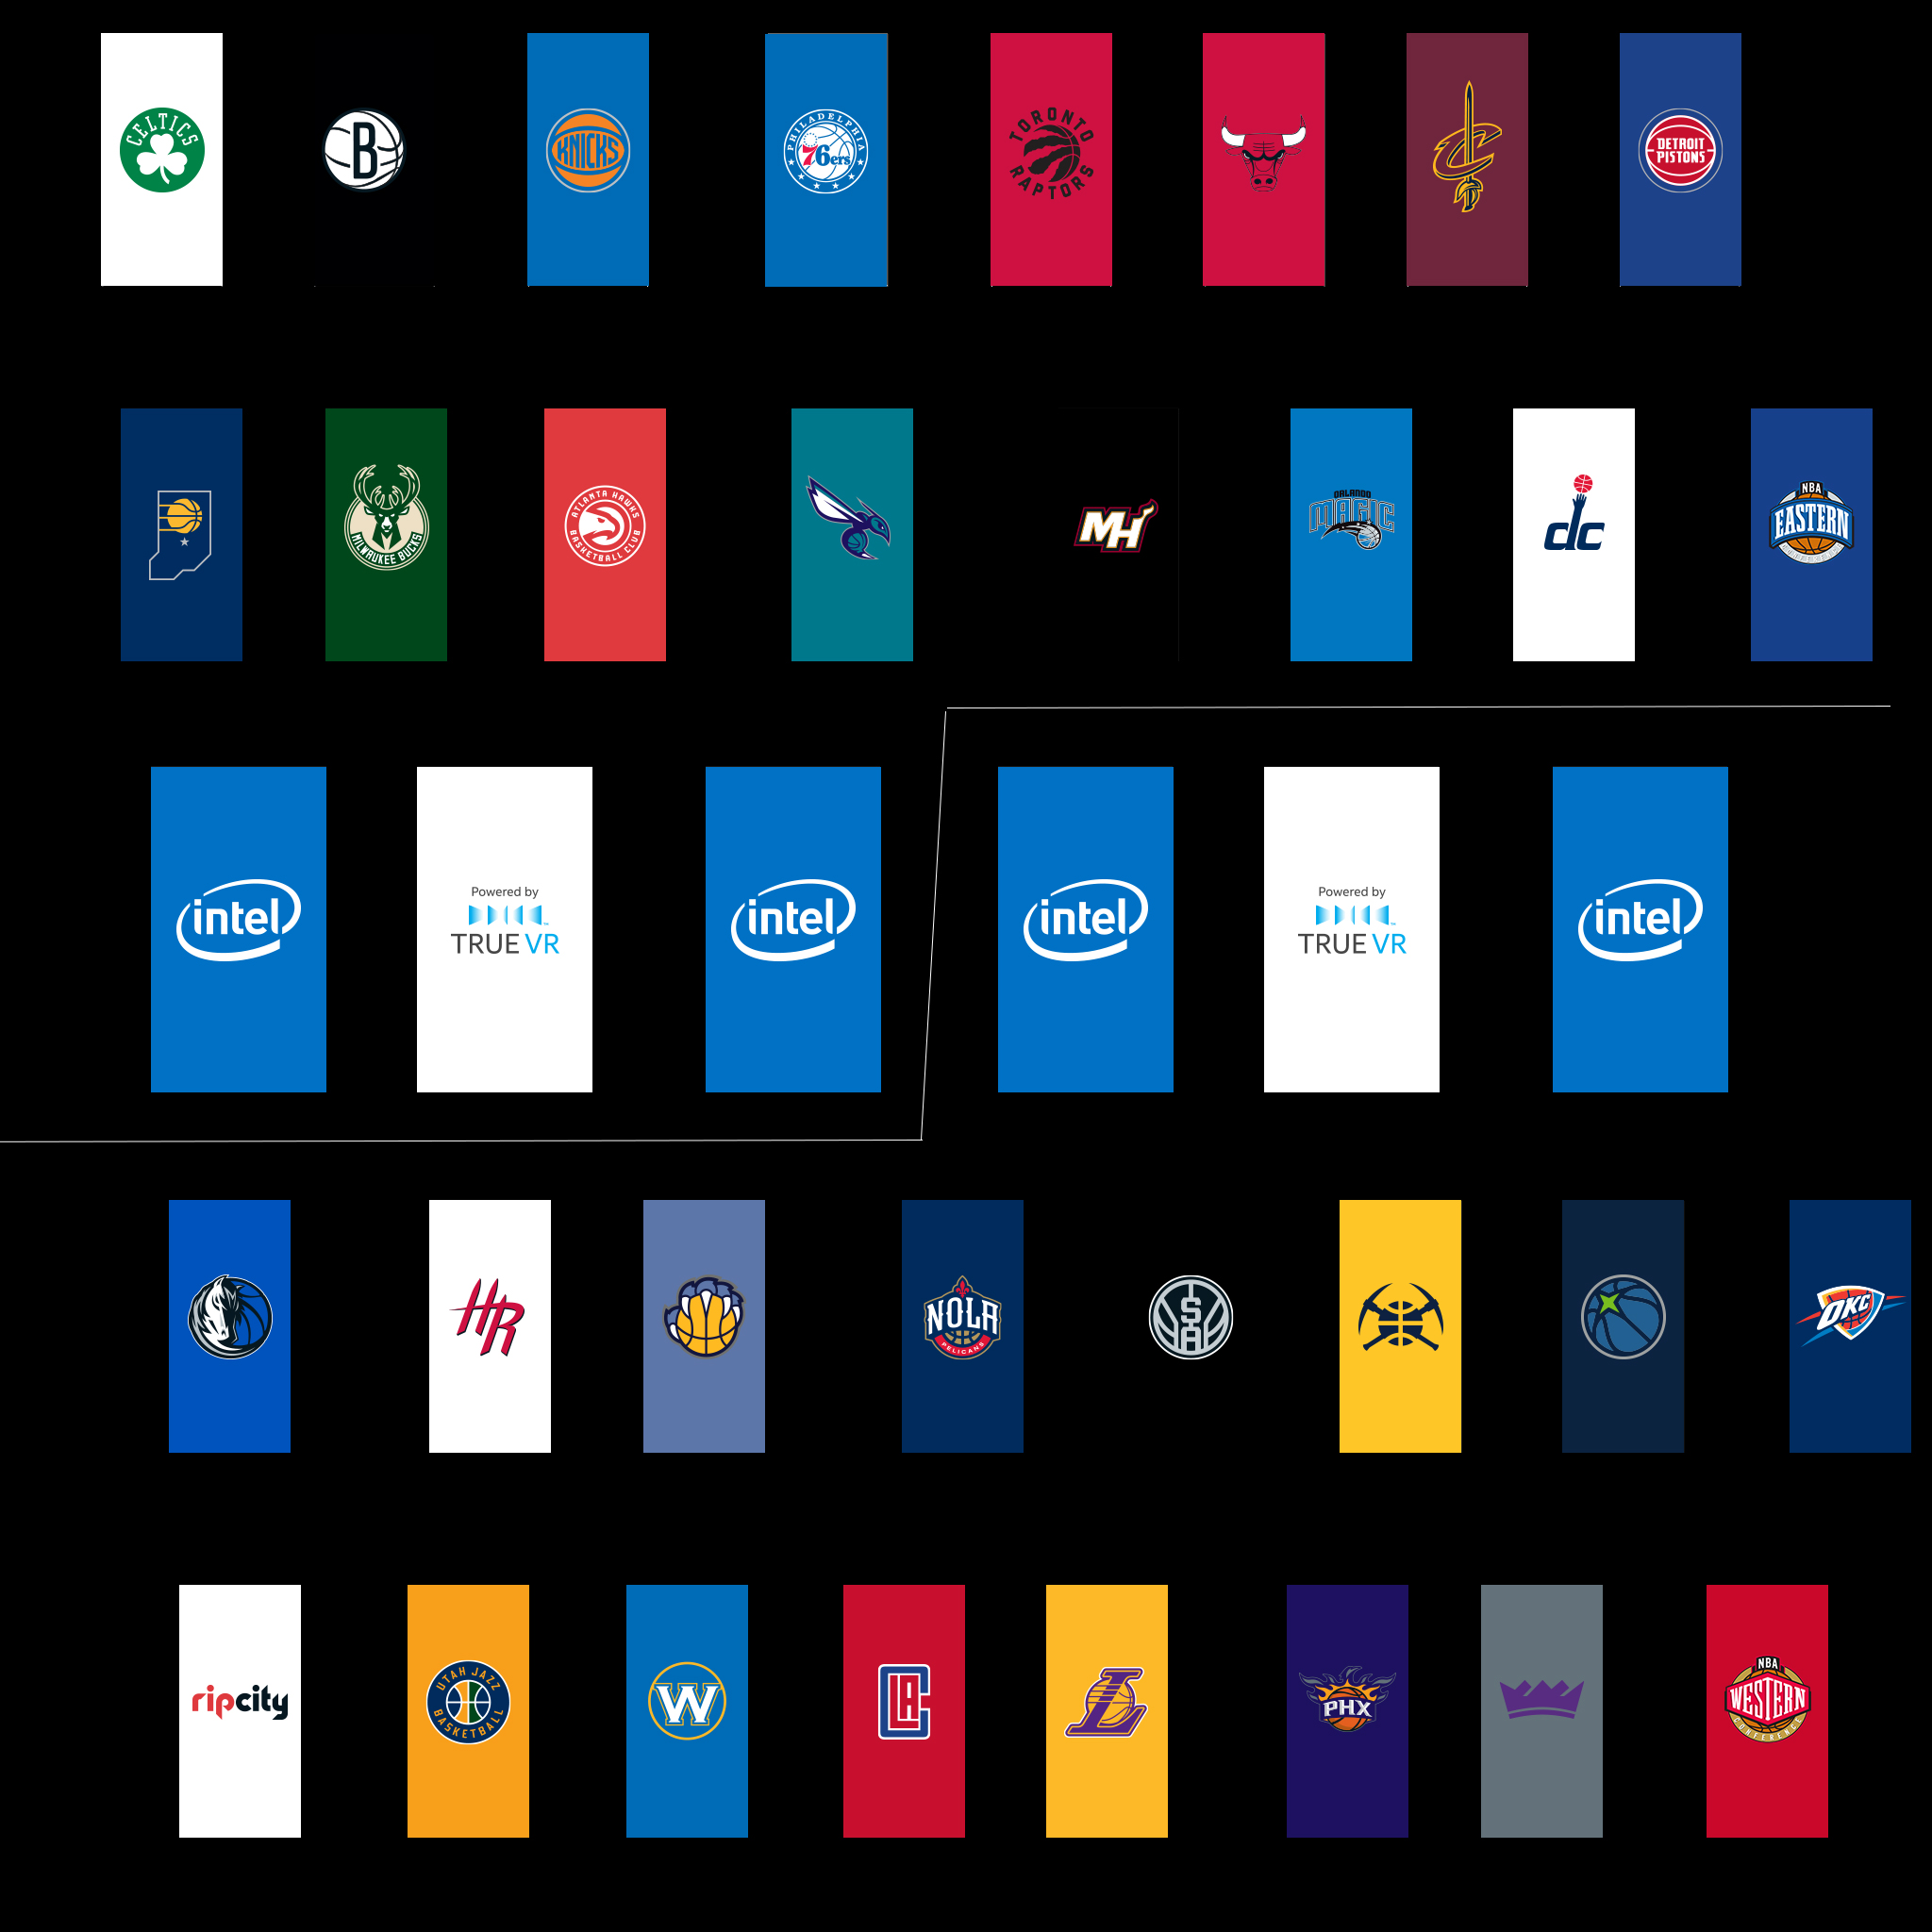 CELTICS
B
KNICKS
PHILADELPHIA
76ers
TORONTO
RAPTORS
C
DETROIT
PISTONS
P
MILWAUKEE BUCKS
ATLANTA HAWKS
BASKETBALL CLUB
MH
ORLANDO
MAGIC
dc
NBA
EASTERN
intel
Powered by
TRUE VR
intel
intel
Powered by
TRUE VR
intel
HR
NOLA
PELICANS
SA
OKC
ripcity
UTAH JAZZ
BASKETBALL
W
LA
C
L
PHX
NBA
WESTERN
CONFERENCE